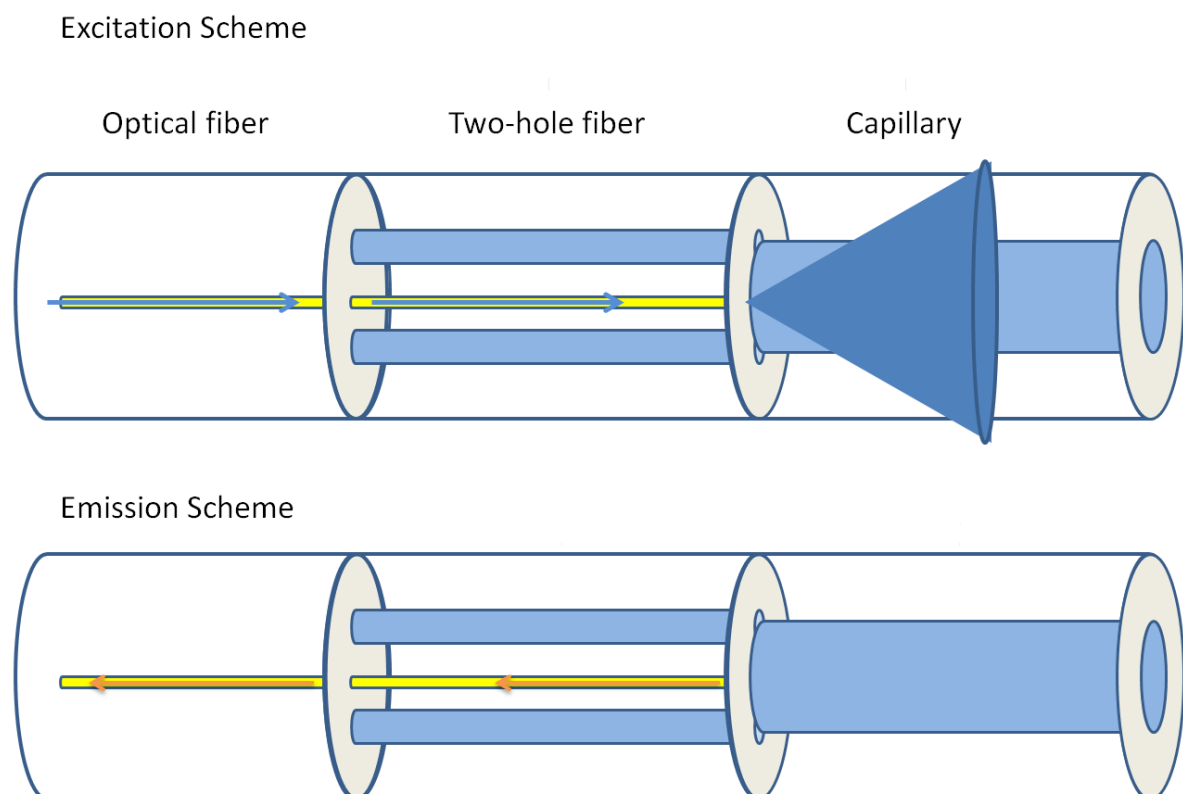 Excitation Scheme
Optical fiber Two-hole fiber Capillary
Emission Scheme